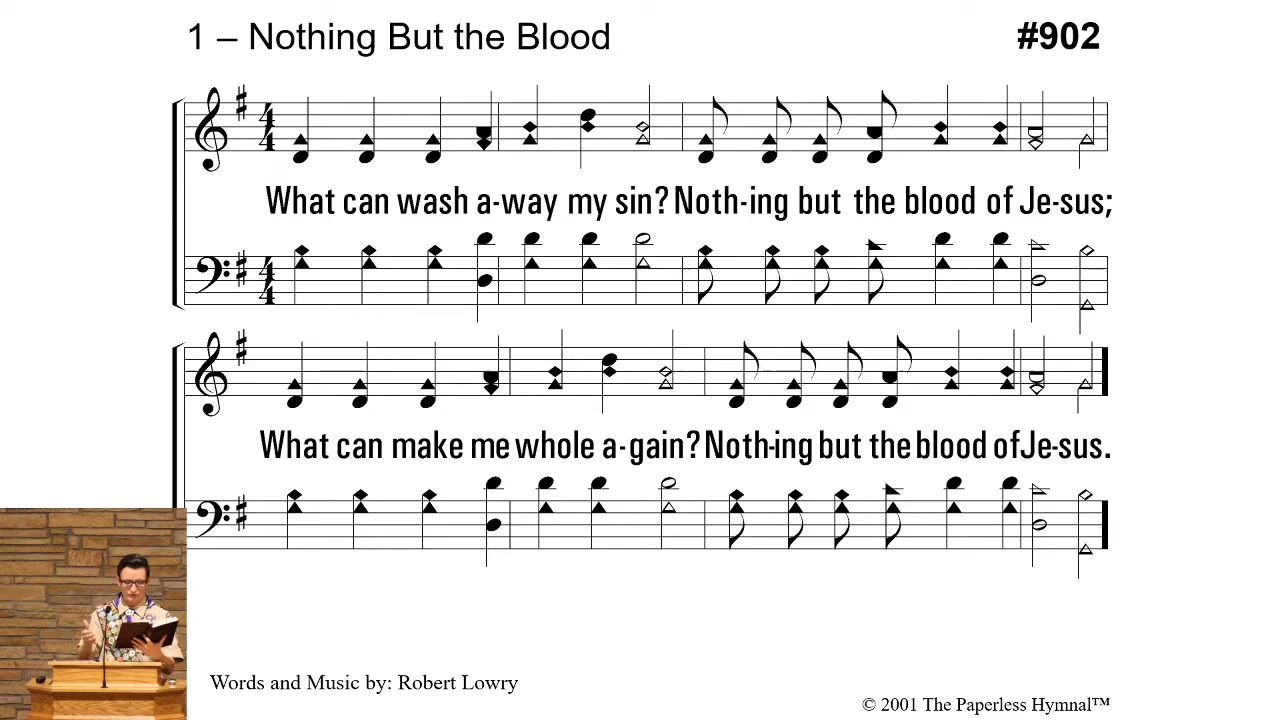 1 – Nothing But the Blood #902
What can wash a-way my sin? Noth-ing but the blood of Je-sus;
What can make me whole a-gain? Noth-ing but the blood of Je-sus.
Words and Music by: Robert Lowry
© 2001 The Paperless Hymnal™